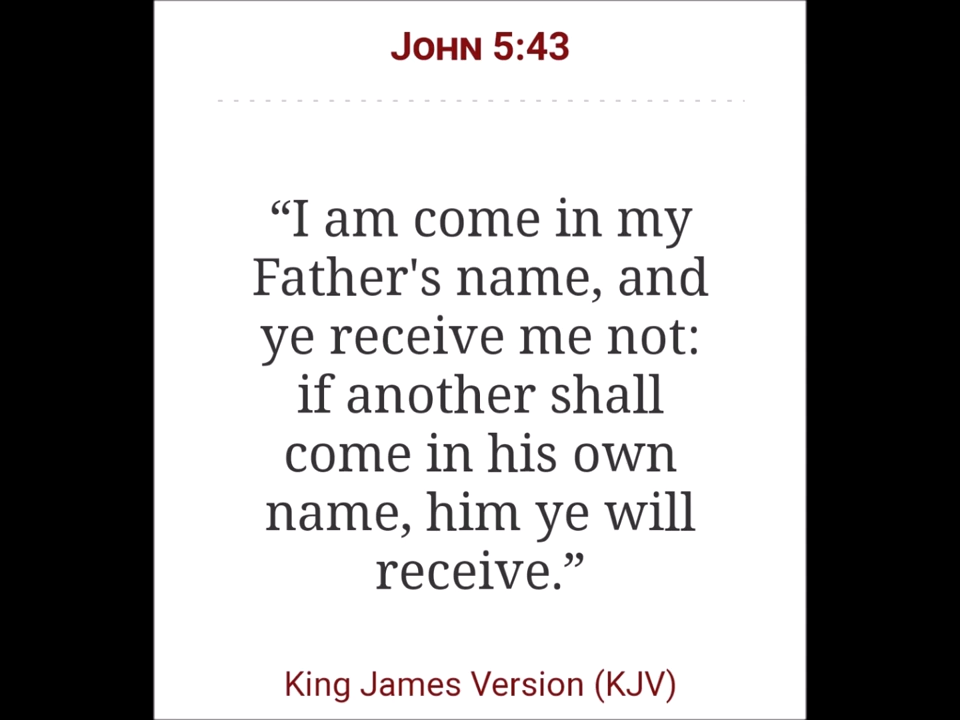 John 5:43
“I am come in my
Father's name, and
ye receive me not:
if another shall
come in his own
name, him ye will
receive.”
King James Version (KJV)